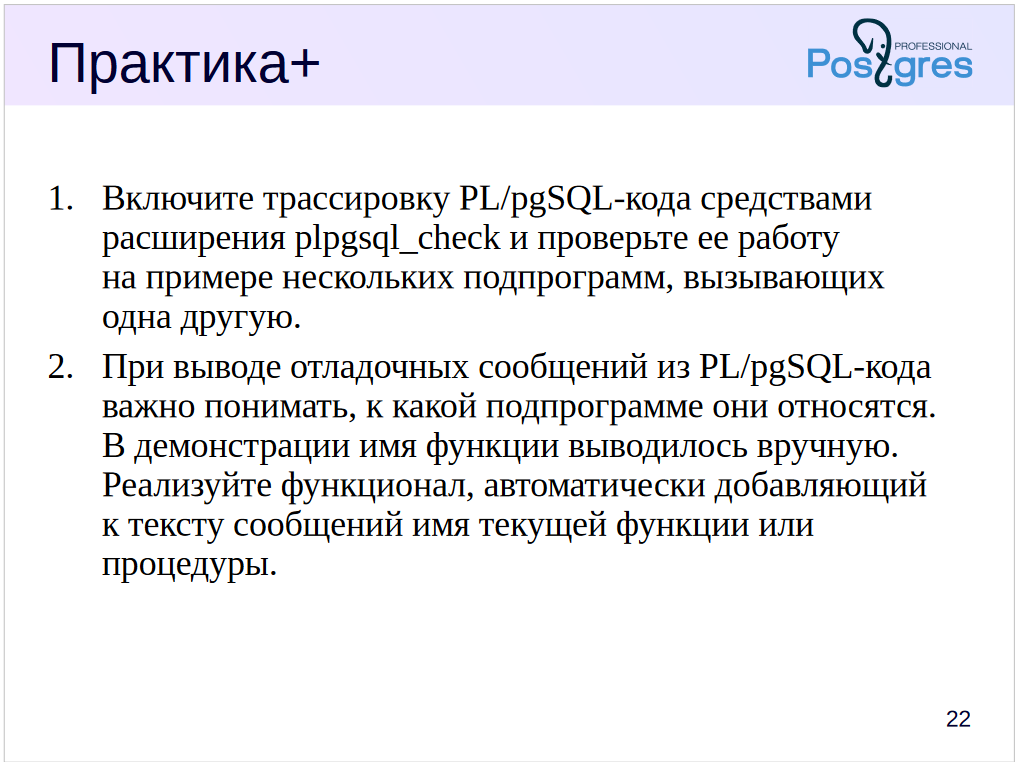 Практика+
PROFESSIONAL
Postgres
1. Включите трассировку PL/pgSQL-кода средствами
расширения plpgsql_check и проверьте ее работу
на примере нескольких подпрограмм, вызывающих
одна другую.
2. При выводе отладочных сообщений из PL/pgSQL-кода
важно понимать, к какой подпрограмме они относятся.
В демонстрации имя функции выводилось вручную.
Реализуйте функционал, автоматически добавляющий
к тексту сообщений имя текущей функции или
процедуры.
22